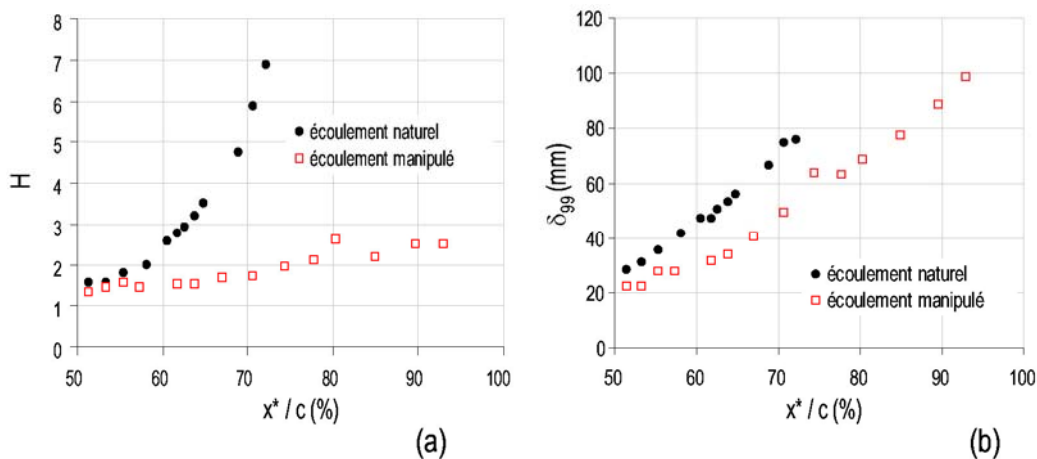 8
7
6
5
4
3
2
1
0
H
écoulement naturel
écoulement manipulé
50 60 70 80 90 100
x* / c (%)
(a)
120
100
80
60
40
20
0
δ99 (mm)
écoulement naturel
écoulement manipulé
50 60 70 80 90 100
x* / c (%)
(b)